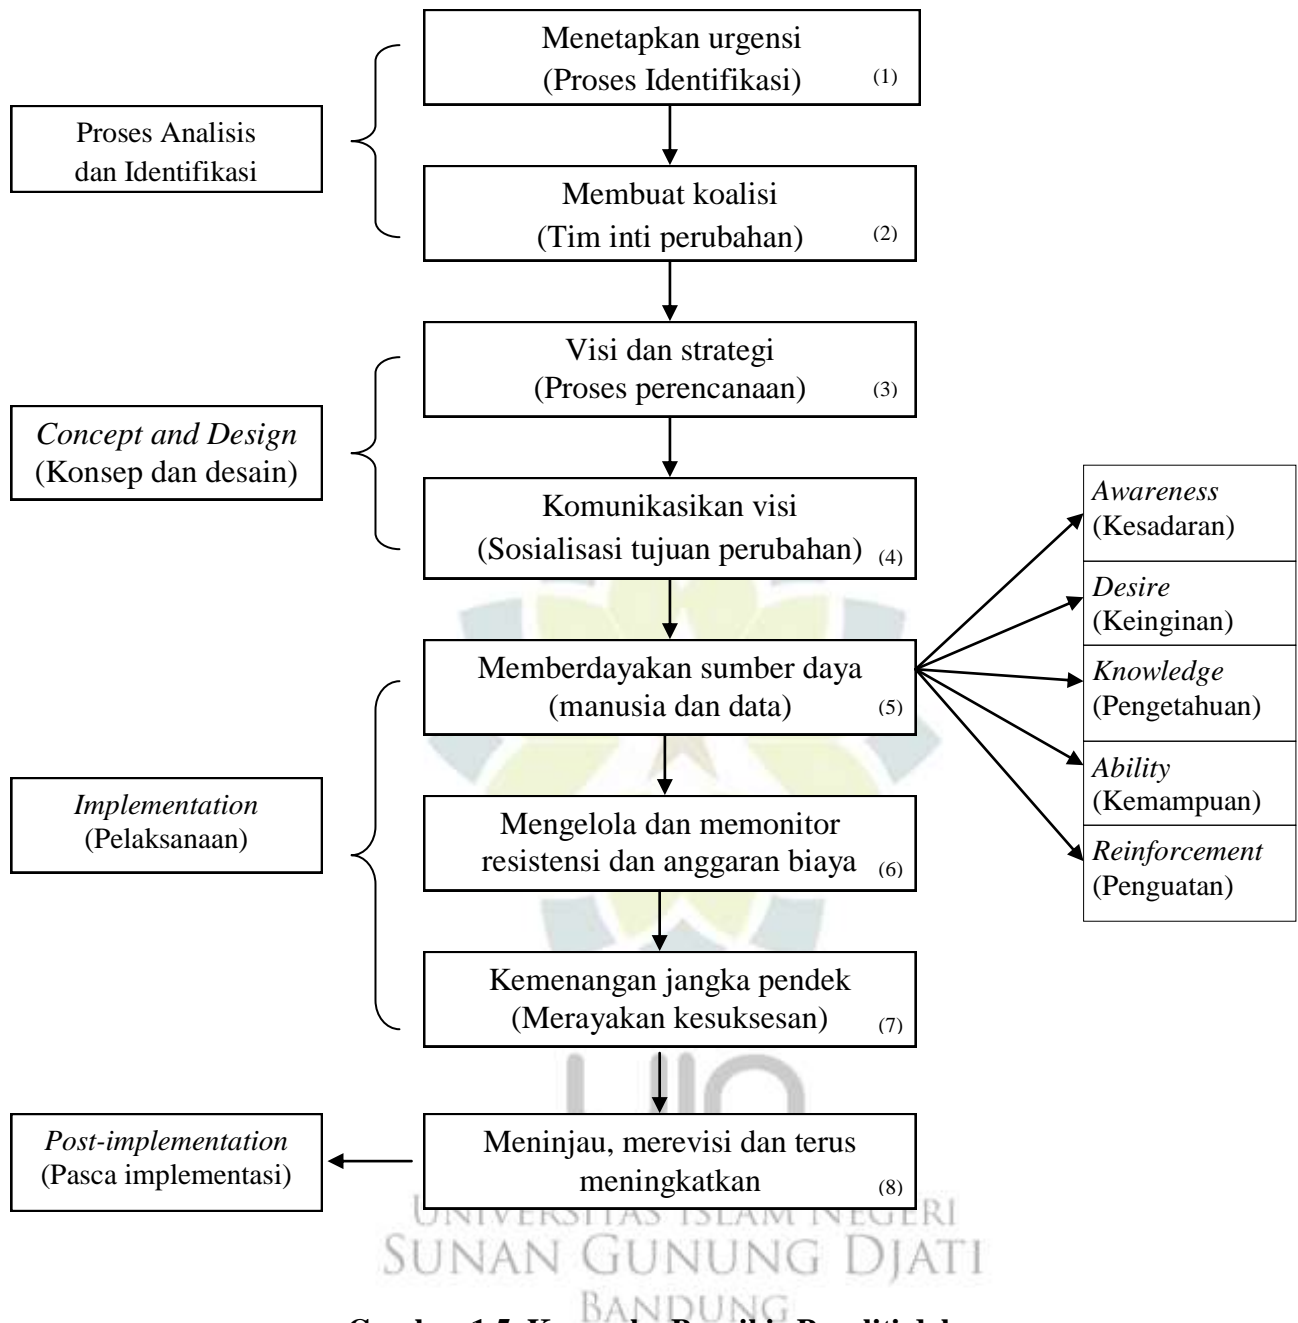 Menetapkan urgensi
(Proses Identifikasi) (1)
Proses Analisis
dan Identifikasi
Membuat koalisi
(Tim inti perubahan) (2)
Visi dan strategi
(Proses perencanaan) (3)
Concept and Design
(Konsep dan desain)
Komunikasikan visi
(Sosialisasi tujuan perubahan) (4)
Awareness
(Kesadaran)
Desire
(Keinginan)
Knowledge
(Pengetahuan)
Ability
(Kemampuan)
Reinforcement
(Penguatan)
Memberdayakan sumber daya
(manusia dan data) (5)
Implementation
(Pelaksanaan)
Mengelola dan memonitor
resistensi dan anggaran biaya (6)
Kemenangan jangka pendek
(Merayakan kesuksesan) (7)
Post-implementation
(Pasca implementasi)
Meninjau, merevisi dan terus
meningkatkan (8)
uin
UNIVERSITAS ISLAM NEGERI
SUNAN GUNUNG DJATI
BANDUNG